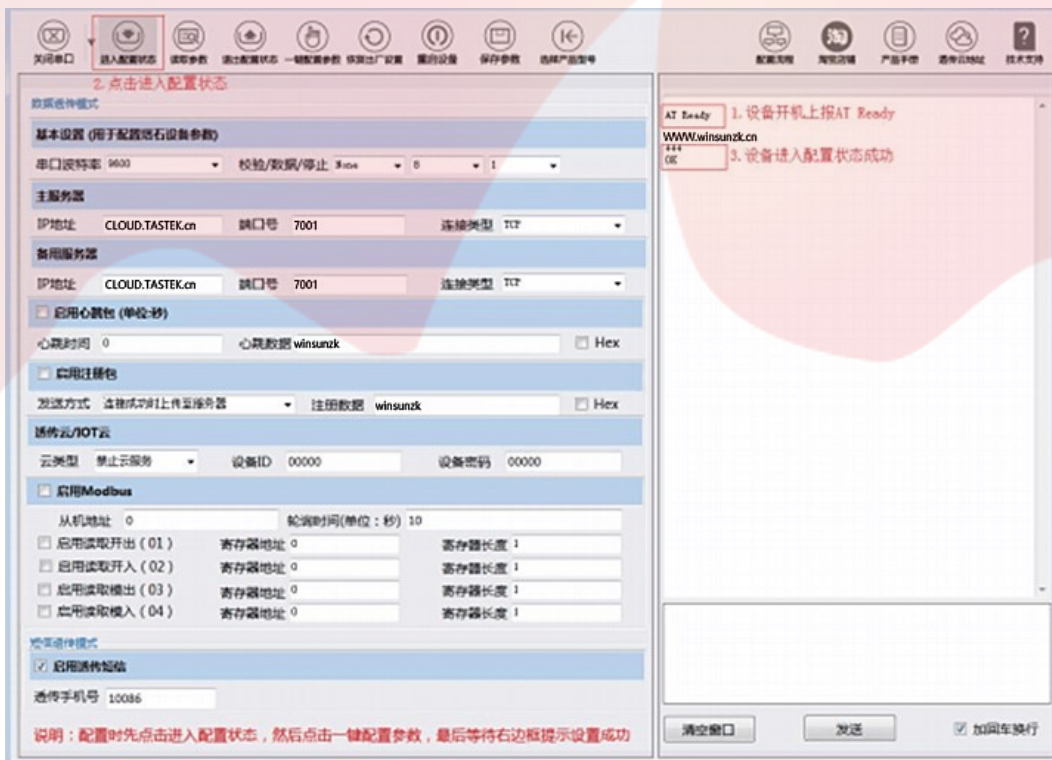 关闭串口 进入配置状态 读取参数 退出配置状态 一键配置参数 恢复出厂设置 重启设备 保存参数 选择产品型号 配置流程 淘宝店铺 产品手册 透传云地址 技术支持
2.点击进入配置状态
数据透传模式
基本设置 (用于配置塔石设备参数)
串口波特率 9600 校验/数据/停止 None 8 1
主服务器
IP地址 CLOUD.TASTEK.cn 端口号 7001 连接类型 TCP
备用服务器
IP地址 CLOUD.TASTEK.cn 端口号 7001 连接类型 TCP
启用心跳包 (单位:秒)
心跳时间 0 心跳数据 winsunzk Hex
启用注册包
发送方式 连接成功时上传至服务器 注册数据 winsunzk Hex
透传云/IOT云
云类型 禁止云服务 设备ID 00000 设备密码 00000
启用Modbus
从机地址 0 轮询时间(单位：秒) 10
启用读取开出 ( 01 ) 寄存器地址 0 寄存器长度 1
启用读取开入 ( 02 ) 寄存器地址 0 寄存器长度 1
启用读取模出 ( 03 ) 寄存器地址 0 寄存器长度 1
启用读取模入 ( 04 ) 寄存器地址 0 寄存器长度 1
短信透传模式
启用透传短信
透传手机号 10086
说明：配置时先点击进入配置状态，然后点击一键配置参数，最后等待右边框提示设置成功
AT Ready 1.设备开机上报AT Ready
WWW.winsunzk.cn
+++
OK 3.设备进入配置状态成功
清空窗口 发送 加回车换行